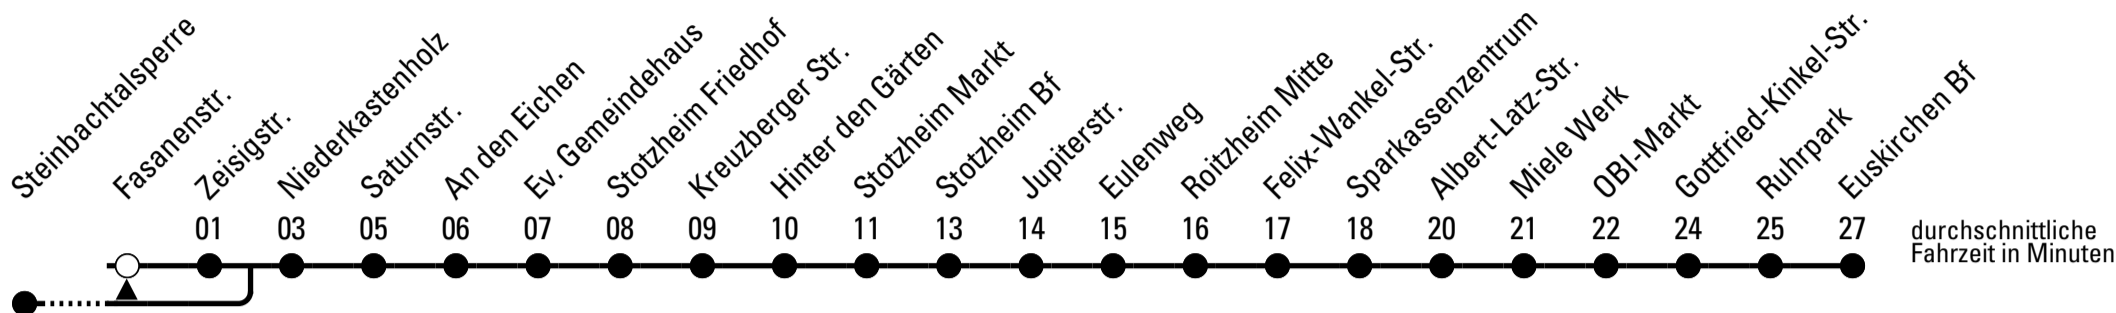 Steinbachtalsperre
Fasanenstr.
Zeisigstr.
Niederkastenholz
Saturnstr.
An den Eichen
Ev. Gemeindehaus
Stotzheim Friedhof
Kreuzberger Str.
Hinter den Gärten
Stotzheim Markt
Stotzheim Bf
Jupiterstr.
Eulenweg
Roitzheim Mitte
Felix-Wankel-Str.
Sparkassenzentrum
Albert-Latz-Str.
Miele Werk
OBI-Markt
Gottfried-Kinkel-Str.
Ruhrpark
Euskirchen Bf
01 03 05 06 07 08 09 10 11 13 14 15 16 17 18 20 21 22 24 25 27
durchschnittliche
Fahrzeit in Minuten